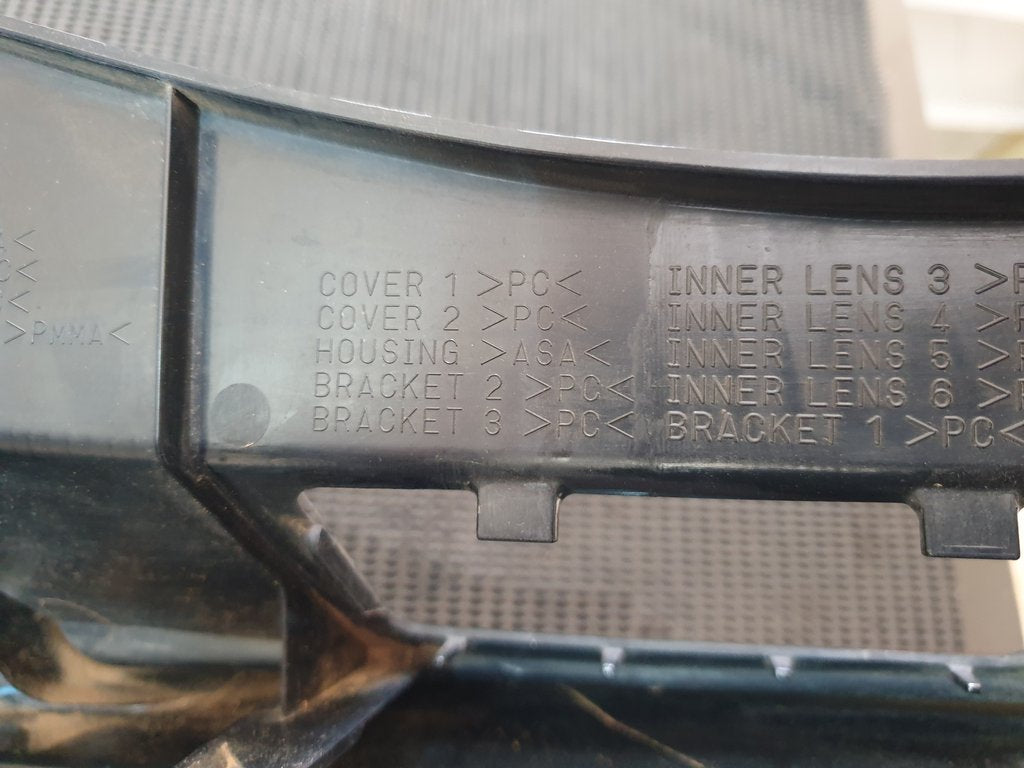 >PMMA<
COVER 1 >PC<
COVER 2 >PC<
HOUSING >ASA<
BRACKET 2 >PC<
BRACKET 3 >PC<
INNER LENS 3 >
INNER LENS 4 >
INNER LENS 5 >
INNER LENS 6 >
BRACKET 1 >PC<